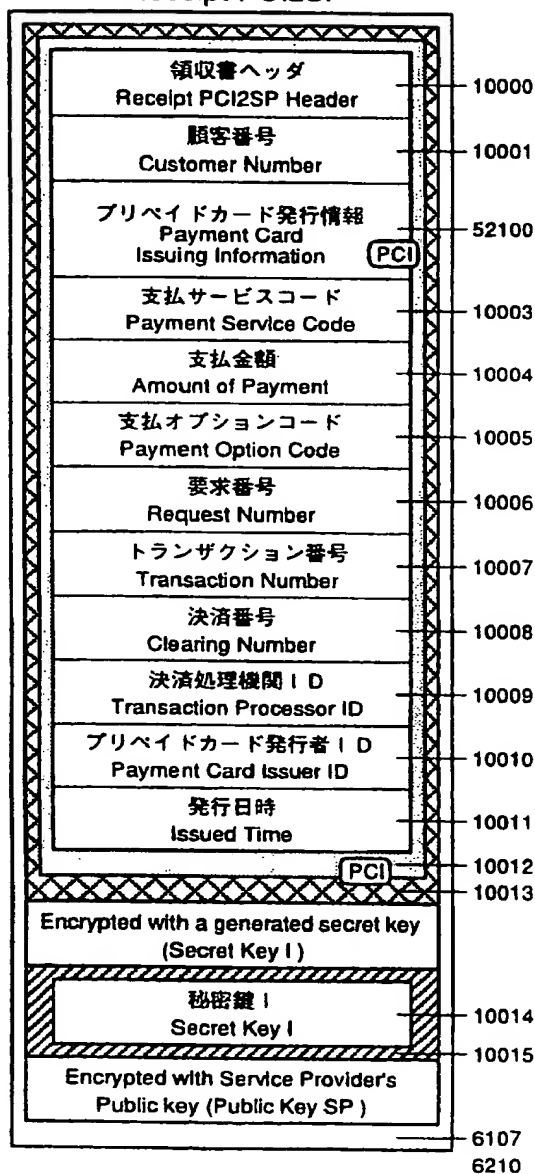 領収書ヘッダ
Receipt PCI2SP Header
10000
顧客番号
Customer Number
10001
プリペイドカード発行情報
Payment Card
Issuing Information
PCI
52100
支払サービスコード
Payment Service Code
10003
支払金額
Amount of Payment
10004
支払オプションコード
Payment Option Code
10005
要求番号
Request Number
10006
トランザクション番号
Transaction Number
10007
決済番号
Clearing Number
10008
決済処理機関ID
Transaction Processor ID
10009
プリペイドカード発行者ID
Payment Card Issuer ID
10010
発行日時
Issued Time
10011
PCI
10012
10013
Encrypted with a generated secret key
(Secret Key I)
秘密鍵I
Secret Key I
10014
10015
Encrypted with Service Provider's
Public key (Public Key SP )
6107
6210